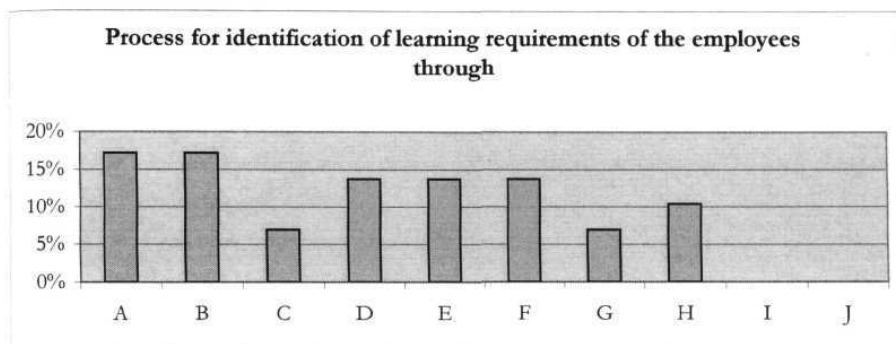 Process for identification of learning requirements of the employees
through
20%
15%
10%
5%
0%
A B C D E F G H I J